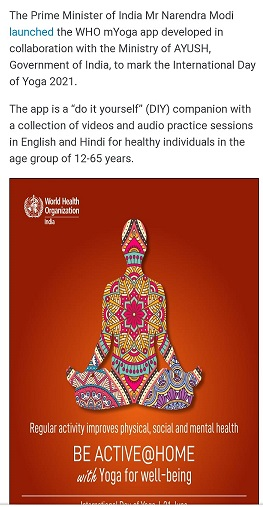 The Prime Minister of India Mr Narendra Modi
launched the WHO mYoga app developed in
collaboration with the Ministry of AYUSH,
Government of India, to mark the International Day
of Yoga 2021.
The app is a "do it yourself" (DIY) companion with
a collection of videos and audio practice sessions
in English and Hindi for healthy individuals in the
age group of 12-65 years.
World Health
Organization
India
Regular activity improves physical, social and mental health
BE ACTIVE@HOME
with Yoga for well-being
International Day of Yoga | 21 June